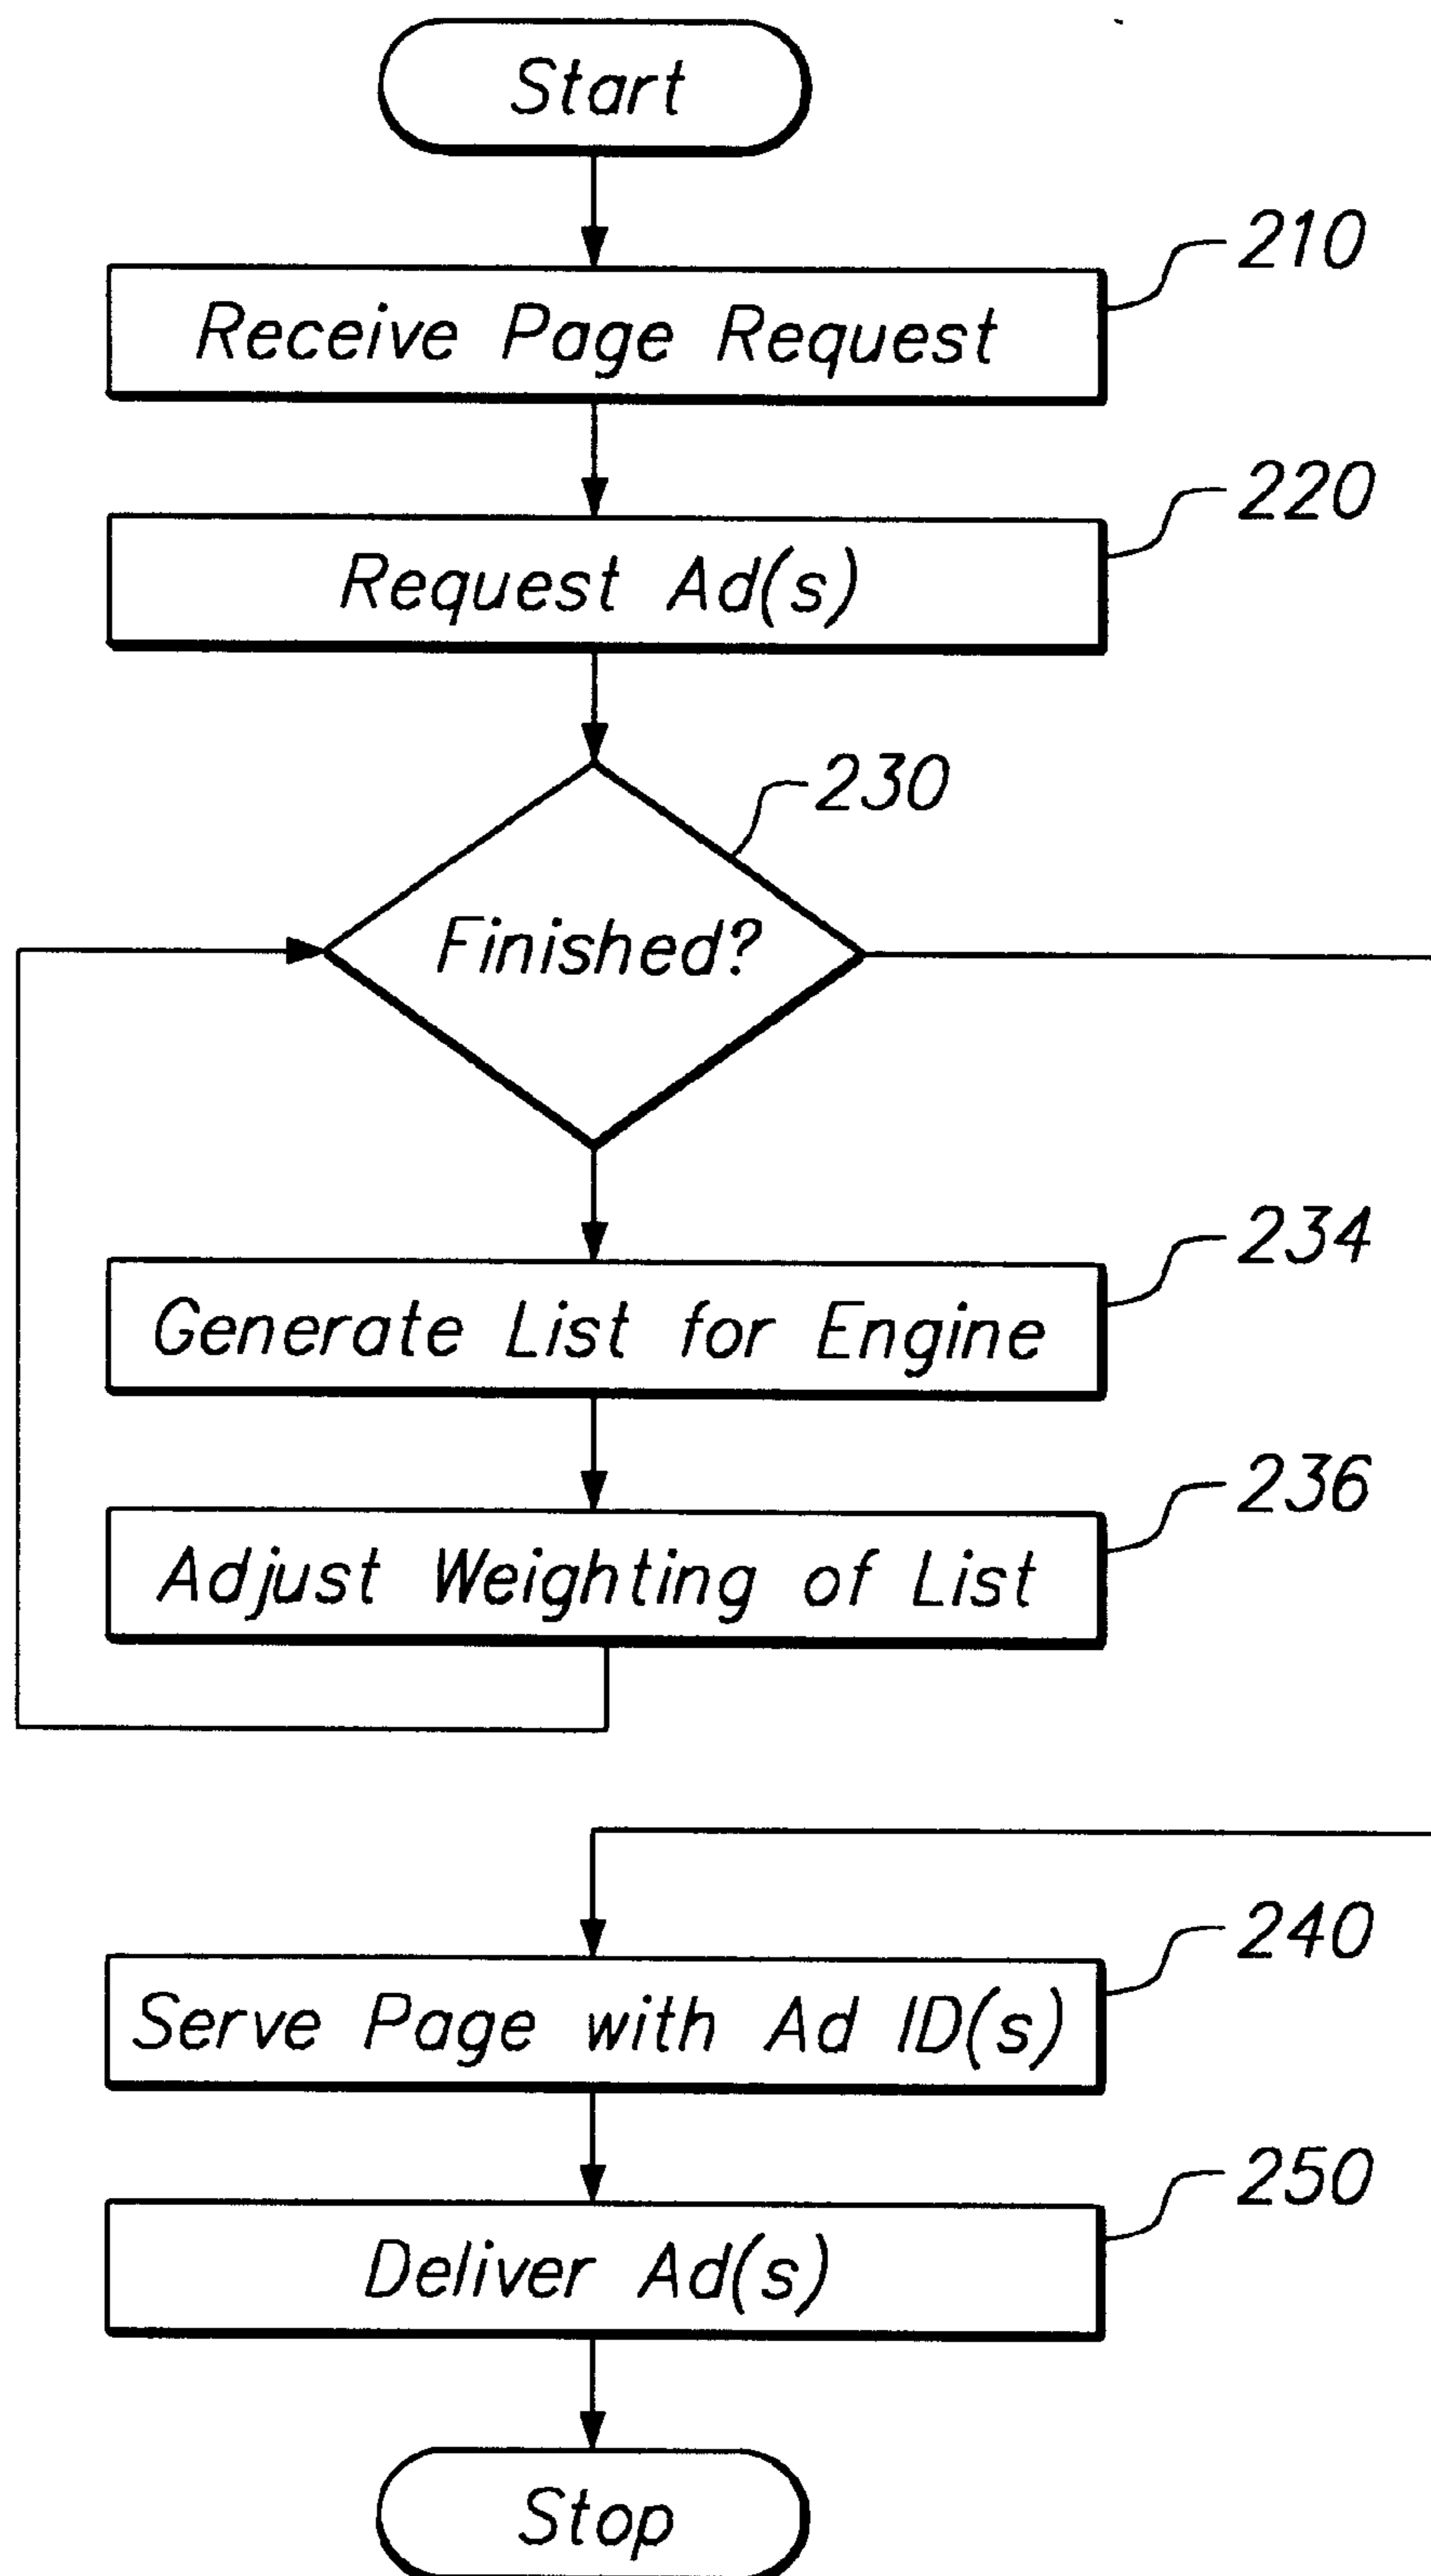 Start
210
Receive Page Request
220
Request Ad(s)
230
Finished?
234
Generate List for Engine
236
Adjust Weighting of List
240
Serve Page with Ad ID(s)
250
Deliver Ad(s)
Stop